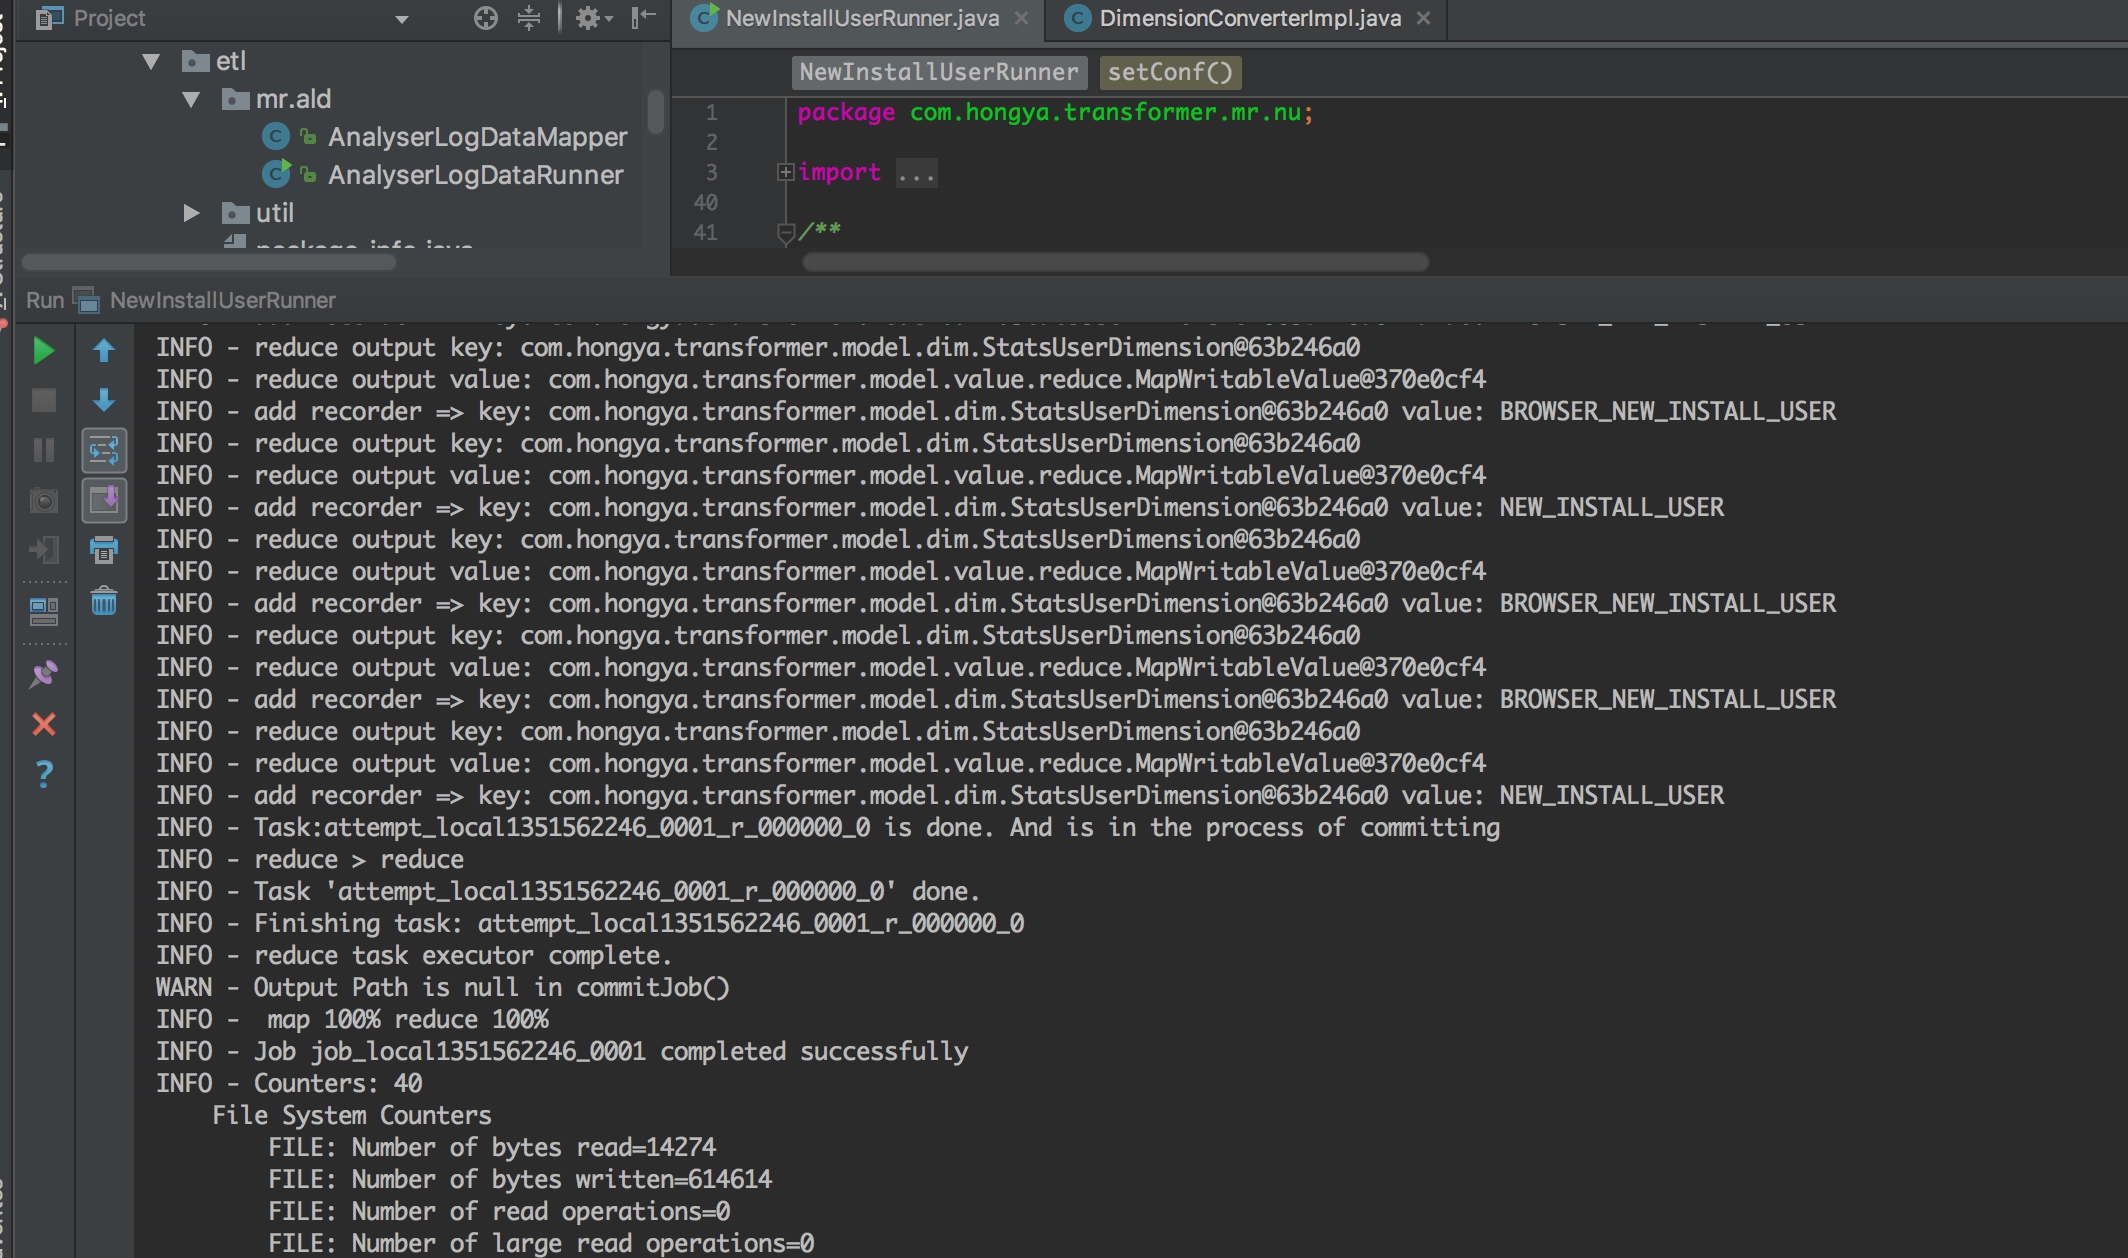 Project
etl
mr.ald
AnalyserLogDataMapper
AnalyserLogDataRunner
util
NewInstallUserRunner.java
DimensionConverterImpl.java
NewInstallUserRunner setConf()
1 package com.hongya.transformer.mr.nu;
2
3 import ...
40
41 /**
Run NewInstallUserRunner
INFO - reduce output key: com.hongya.transformer.model.dim.StatsUserDimension@63b246a0
INFO - reduce output value: com.hongya.transformer.model.value.reduce.MapWritableValue@370e0cf4
INFO - add recorder => key: com.hongya.transformer.model.dim.StatsUserDimension@63b246a0 value: BROWSER_NEW_INSTALL_USER
INFO - reduce output key: com.hongya.transformer.model.dim.StatsUserDimension@63b246a0
INFO - reduce output value: com.hongya.transformer.model.value.reduce.MapWritableValue@370e0cf4
INFO - add recorder => key: com.hongya.transformer.model.dim.StatsUserDimension@63b246a0 value: NEW_INSTALL_USER
INFO - reduce output key: com.hongya.transformer.model.dim.StatsUserDimension@63b246a0
INFO - reduce output value: com.hongya.transformer.model.value.reduce.MapWritableValue@370e0cf4
INFO - add recorder => key: com.hongya.transformer.model.dim.StatsUserDimension@63b246a0 value: BROWSER_NEW_INSTALL_USER
INFO - reduce output key: com.hongya.transformer.model.dim.StatsUserDimension@63b246a0
INFO - reduce output value: com.hongya.transformer.model.value.reduce.MapWritableValue@370e0cf4
INFO - add recorder => key: com.hongya.transformer.model.dim.StatsUserDimension@63b246a0 value: BROWSER_NEW_INSTALL_USER
INFO - reduce output key: com.hongya.transformer.model.dim.StatsUserDimension@63b246a0
INFO - reduce output value: com.hongya.transformer.model.value.reduce.MapWritableValue@370e0cf4
INFO - add recorder => key: com.hongya.transformer.model.dim.StatsUserDimension@63b246a0 value: NEW_INSTALL_USER
INFO - Task:attempt_local1351562246_0001_r_000000_0 is done. And is in the process of committing
INFO - reduce > reduce
INFO - Task 'attempt_local1351562246_0001_r_000000_0' done.
INFO - Finishing task: attempt_local1351562246_0001_r_000000_0
INFO - reduce task executor complete.
WARN - Output Path is null in commitJob()
INFO -  map 100% reduce 100%
INFO - Job job_local1351562246_0001 completed successfully
INFO - Counters: 40
File System Counters
FILE: Number of bytes read=14274
FILE: Number of bytes written=614614
FILE: Number of read operations=0
FILE: Number of large read operations=0